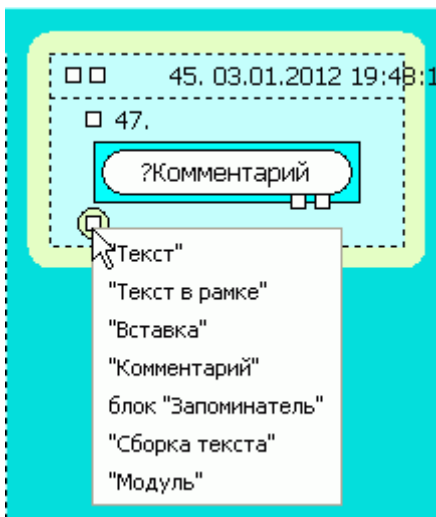 45. 03.01.2012 19:48:1
47.
?Комментарий
"Текст"
"Текст в рамке"
"Вставка"
"Комментарий"
блок "Запоминатель"
"Сборка текста"
"Модуль"